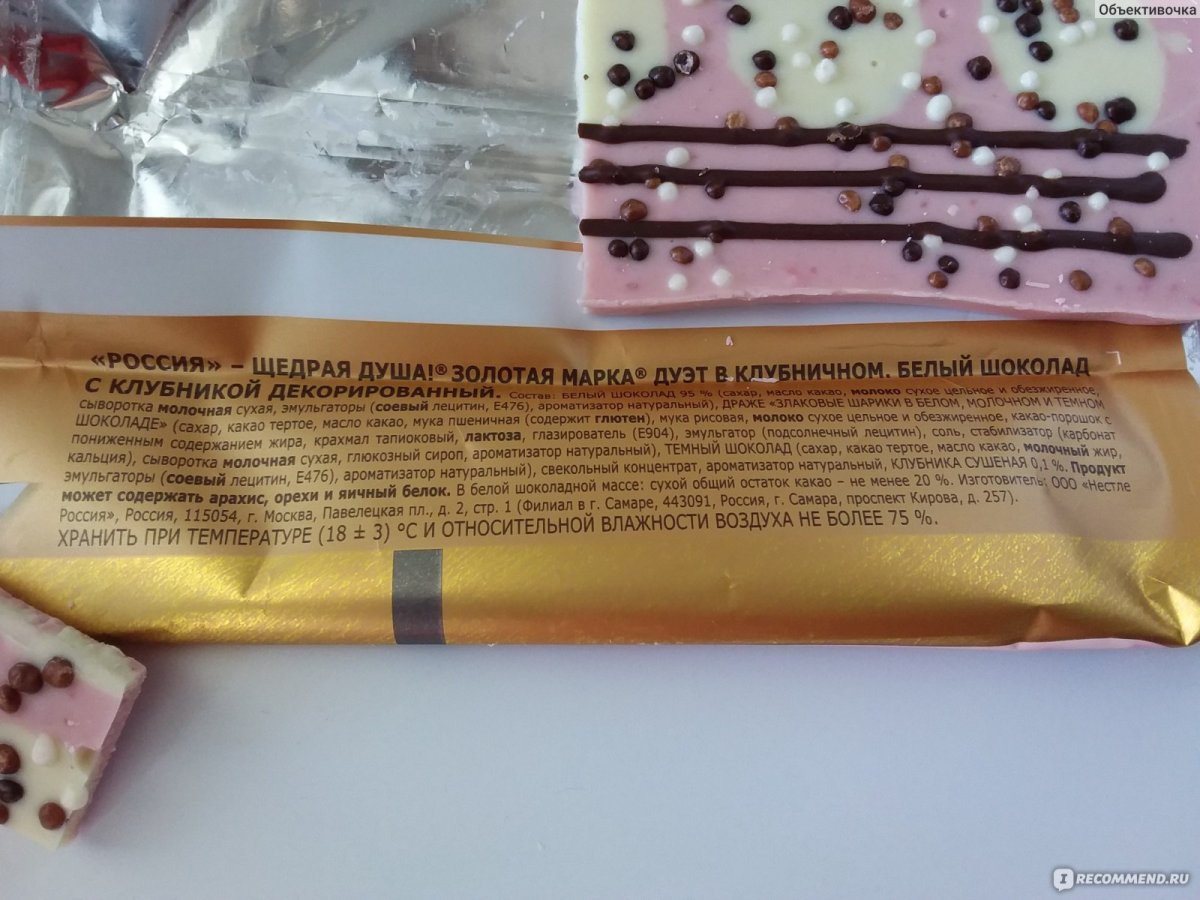 Объективочка
«РОССИЯ» – ЩЕДРАЯ ДУША!® ЗОЛОТАЯ МАРКА® ДУЭТ В КЛУБНИЧНОМ. БЕЛЫЙ ШОКОЛАД
С КЛУБНИКОЙ ДЕКОРИРОВАННЫЙ. Состав: БЕЛЫЙ ШОКОЛАД 95 % (сахар, масло какао, молоко сухое цельное и обезжиренное,
сыворотка молочная сухая, эмульгаторы (соевый лецитин, Е476), ароматизатор натуральный), ДРАЖЕ «ЗЛАКОВЫЕ ШАРИКИ В БЕЛОМ, МОЛОЧНОМ И ТЕМНОМ
ШОКОЛАДЕ» (сахар, какао тертое, масло какао, мука пшеничная (содержит глютен), мука рисовая, молоко сухое цельное и обезжиренное, какао-порошок с
пониженным содержанием жира, крахмал тапиоковый, лактоза, глазирователь (Е904), эмульгатор (подсолнечный лецитин), соль, стабилизатор (карбонат
кальция), сыворотка молочная сухая, глюкозный сироп, ароматизатор натуральный), ТЕМНЫЙ ШОКОЛАД (сахар, какао тертое, масло какао, молочный жир,
эмульгаторы (соевый лецитин, Е476), ароматизатор натуральный), свекольный концентрат, ароматизатор натуральный, КЛУБНИКА СУШЕНАЯ 0,1 %. Продукт
может содержать арахис, орехи и яичный белок. В белой шоколадной массе: сухой общий остаток какао – не менее 20 %. Изготовитель: ООО «Нестле
Россия», Россия, 115054, г. Москва, Павелецкая пл., д. 2, стр. 1 (Филиал в г. Самаре, 443091, Россия, г. Самара, проспект Кирова, д. 257).
ХРАНИТЬ ПРИ ТЕМПЕРАТУРЕ (18 ± 3) °С И ОТНОСИТЕЛЬНОЙ ВЛАЖНОСТИ ВОЗДУХА НЕ БОЛЕЕ 75 %.
IRECOMMEND.RU